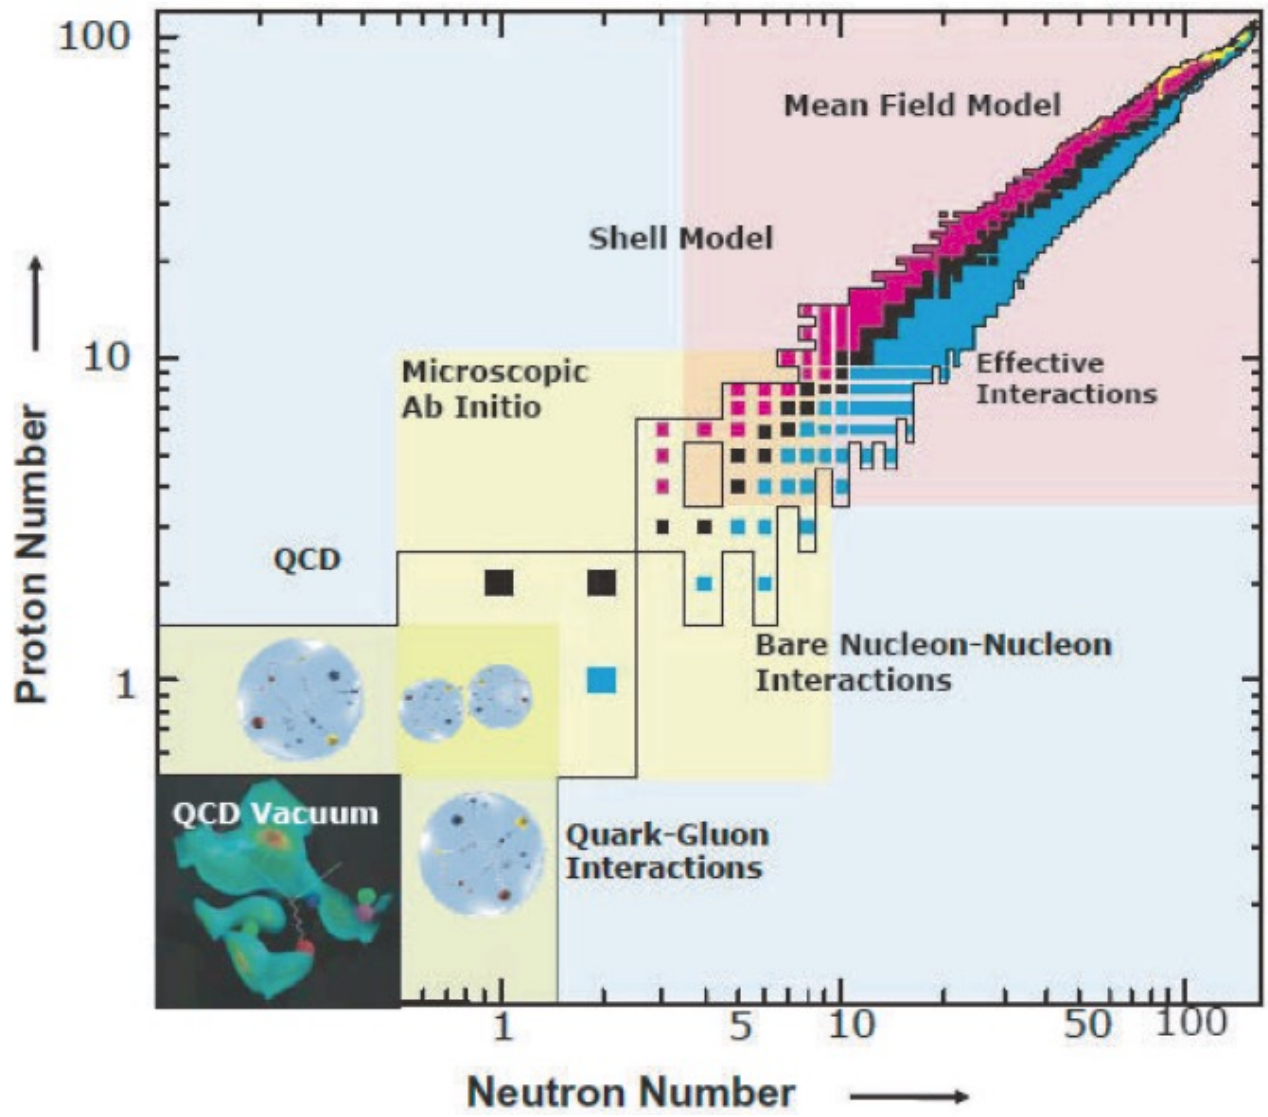 100
Mean Field Model
Shell Model
10
Microscopic
Ab Initio
Effective
Interactions
QCD
Bare Nucleon-Nucleon
Interactions
1
QCD Vacuum
Quark-Gluon
Interactions
Proton Number
1
5
10
50
100
Neutron Number